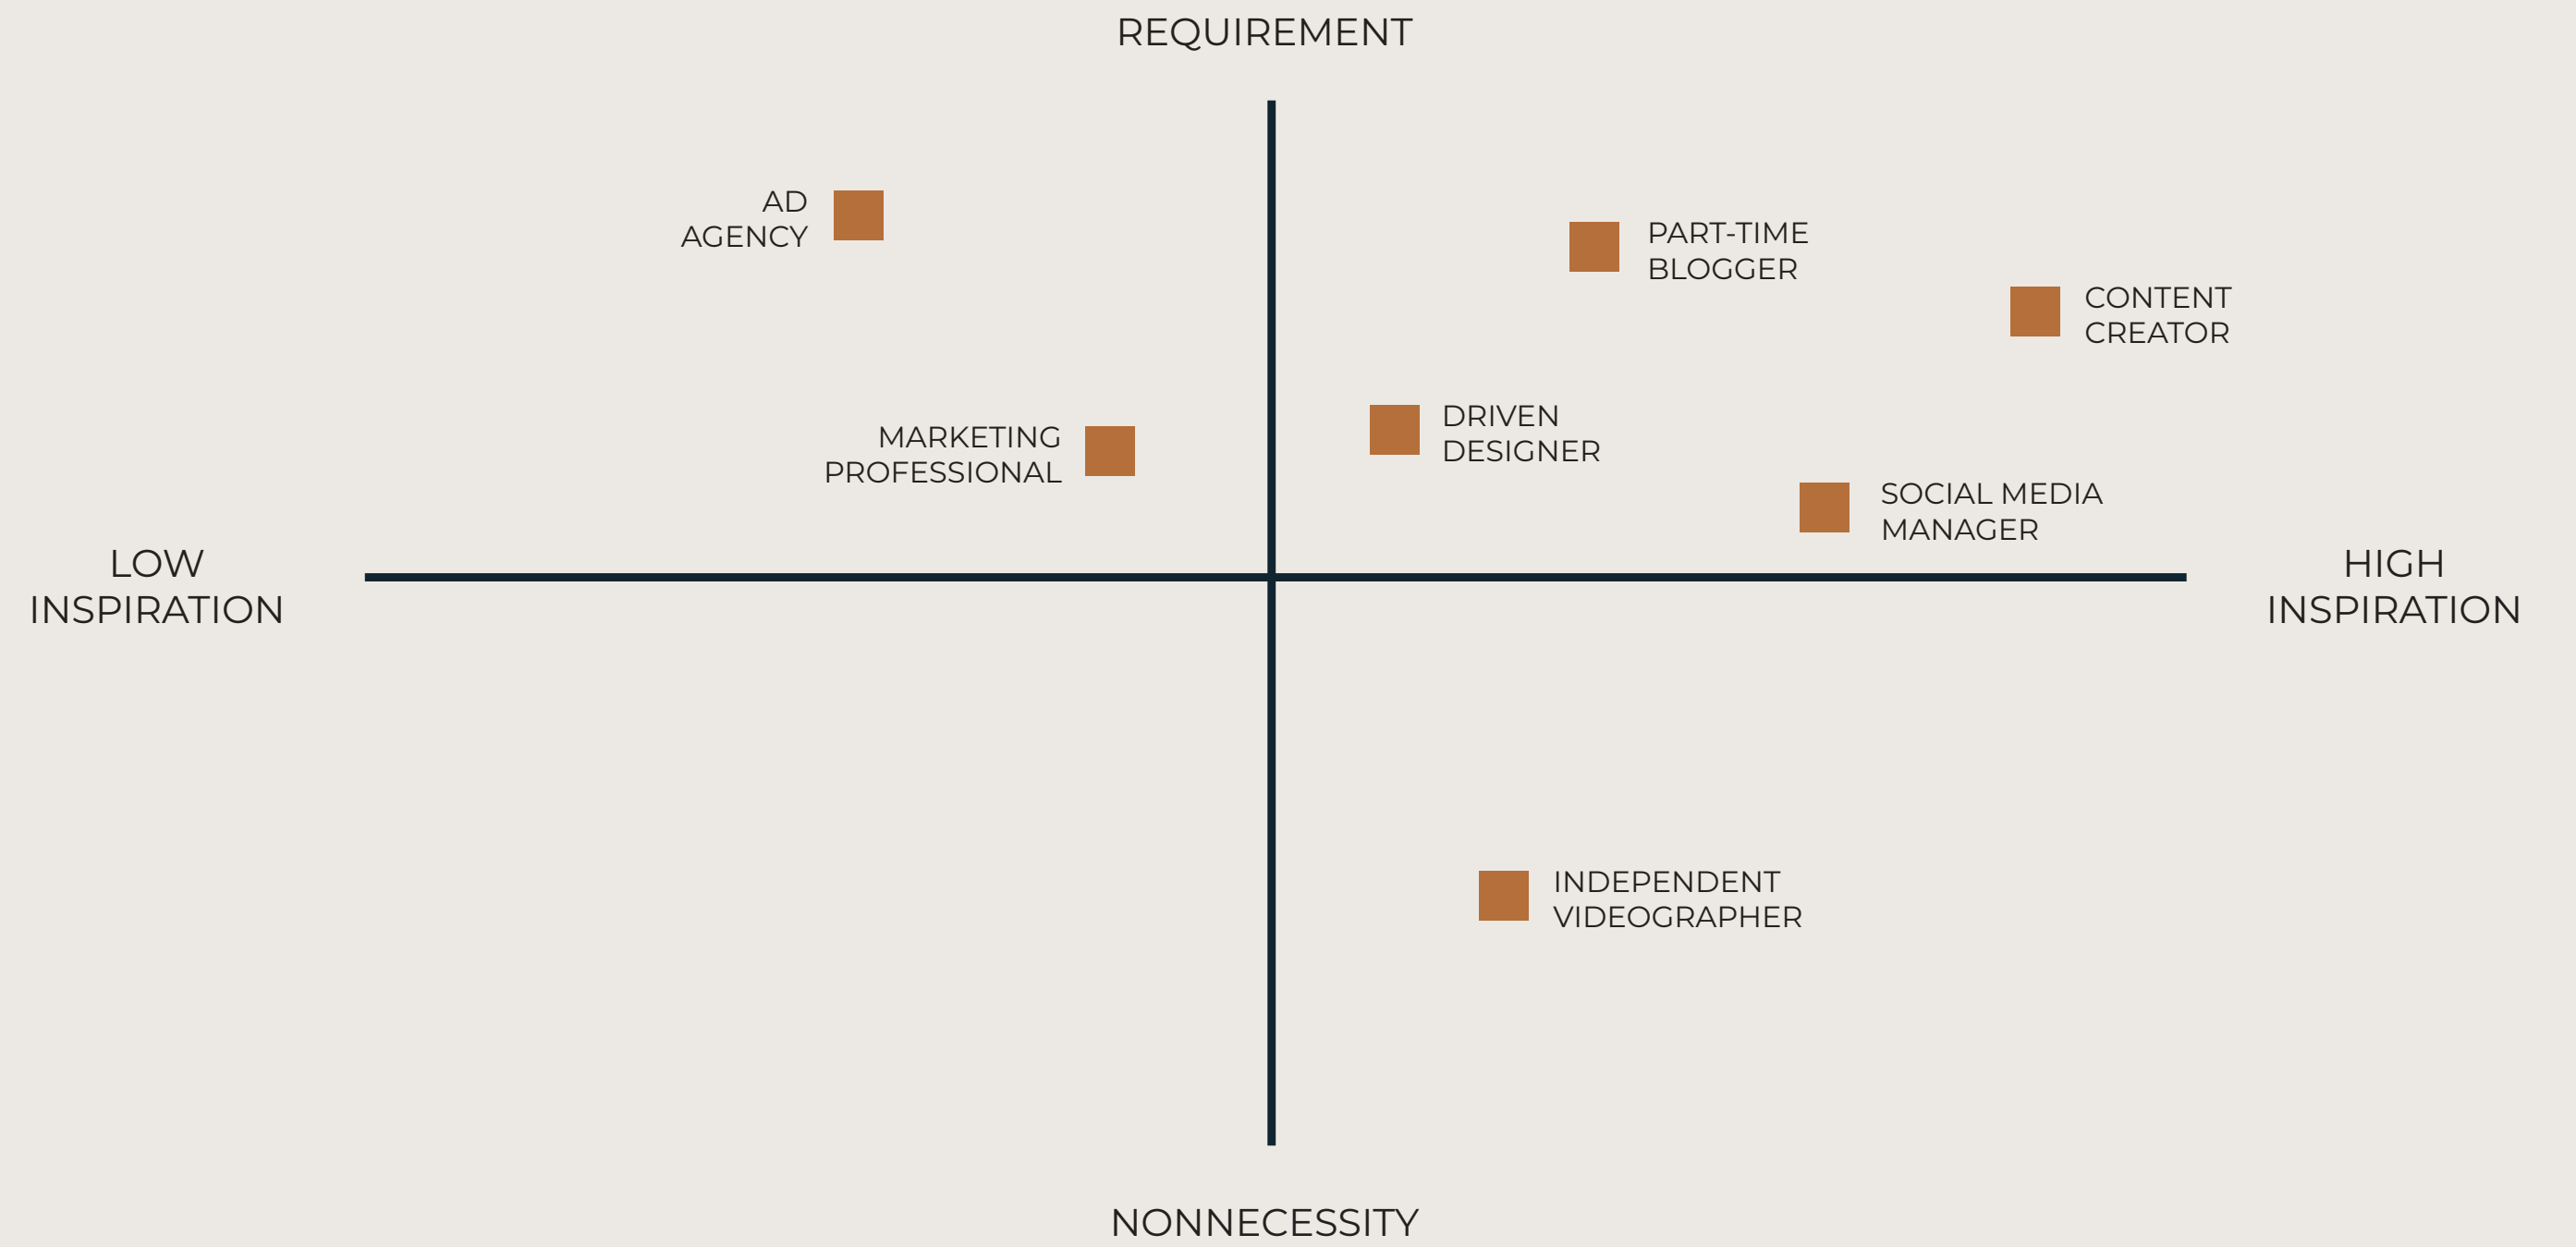 REQUIREMENT
AD
AGENCY
PART-TIME
BLOGGER
CONTENT
CREATOR
DRIVEN
DESIGNER
MARKETING
PROFESSIONAL
SOCIAL MEDIA
MANAGER
LOW
INSPIRATION
HIGH
INSPIRATION
INDEPENDENT
VIDEOGRAPHER
NONNECESSITY